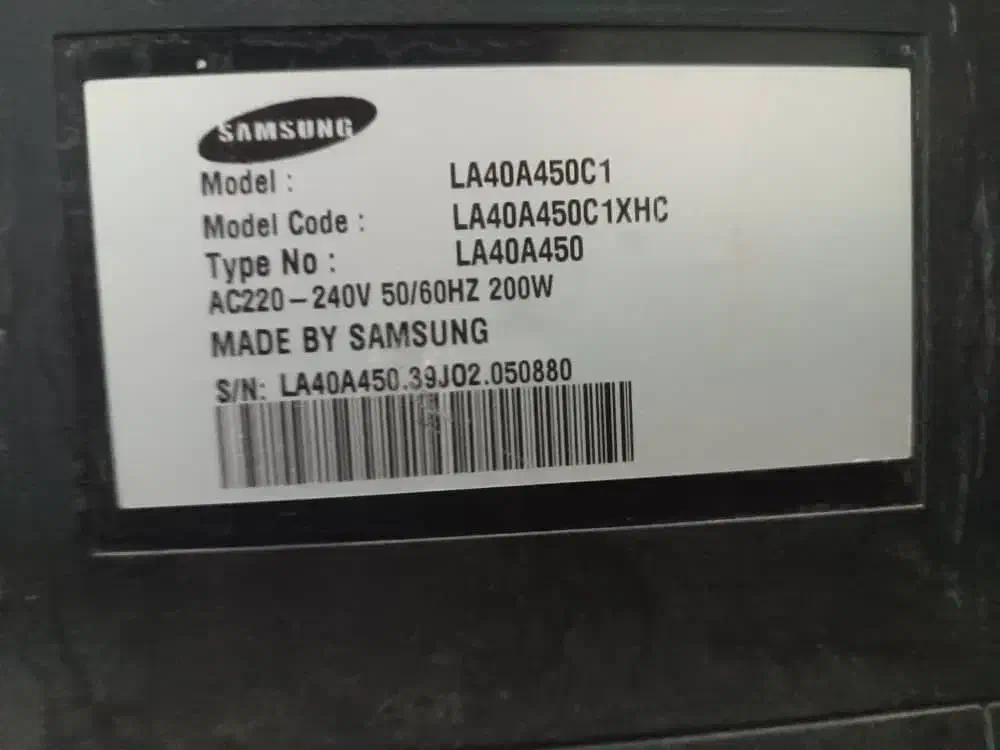 SAMSUNG
Model : LA40A450C1
Model Code : LA40A450C1XHC
Type No : LA40A450
AC220-240V 50/60HZ 200W
MADE BY SAMSUNG
S/N: LA40A450.39J02.050880